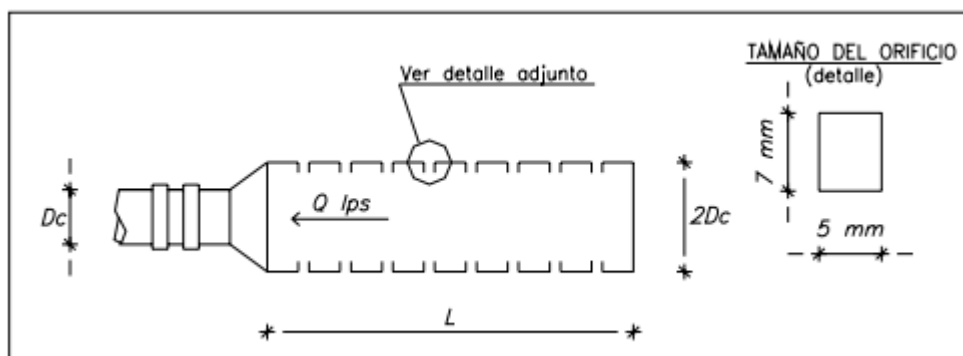 TAMAÑO DEL ORIFICIO
(detalle)
Ver detalle adjunto
7 mm
Dc
Q lps
2Dc
5 mm
L